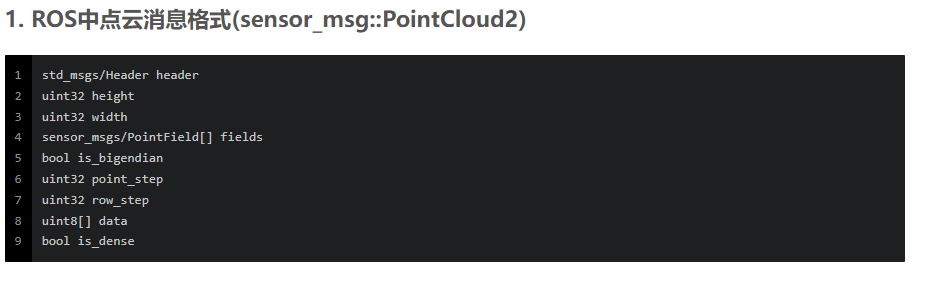 1. ROS中点云消息格式(sensor_msg::PointCloud2)
1 std_msgs/Header header
2 uint32 height
3 uint32 width
4 sensor_msgs/PointField[] fields
5 bool is_bigendian
6 uint32 point_step
7 uint32 row_step
8 uint8[] data
9 bool is_dense